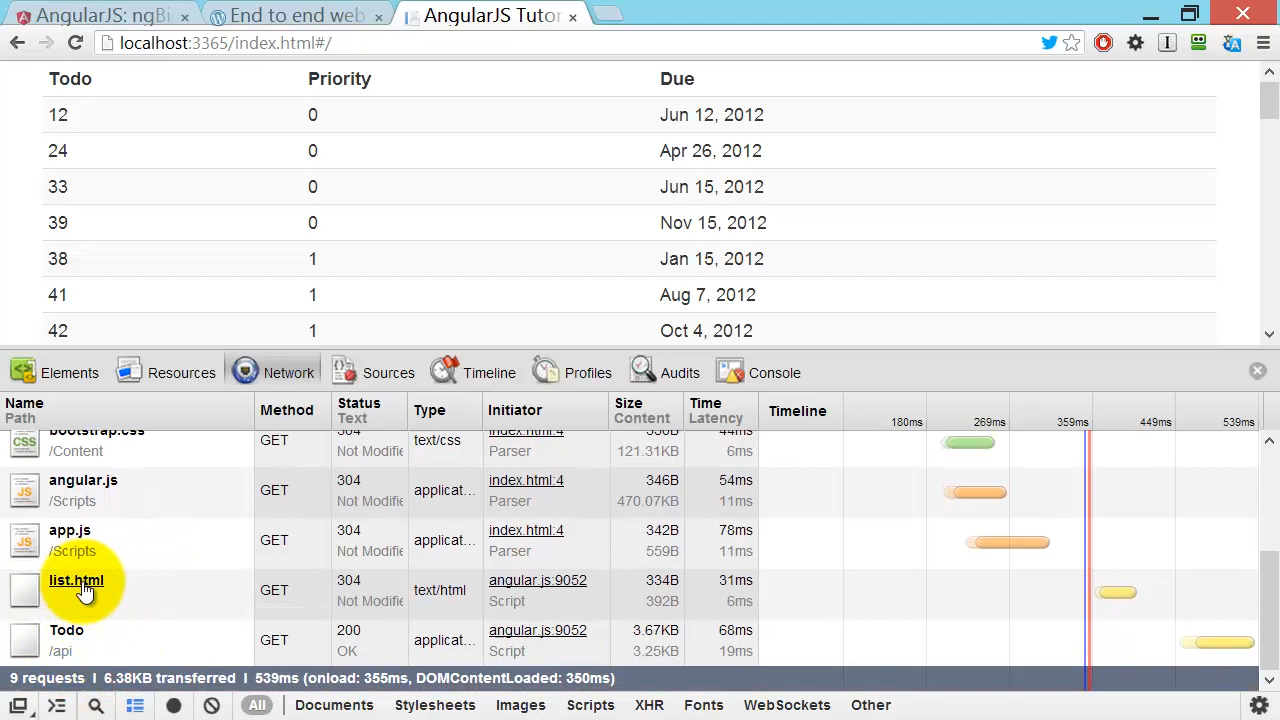 AngularJS: ngBi
End to end web
AngularJS Tutor
localhost:3365/index.html#/
Todo Priority Due
12 0 Jun 12, 2012
24 0 Apr 26, 2012
33 0 Jun 15, 2012
39 0 Nov 15, 2012
38 1 Jan 15, 2012
41 1 Aug 7, 2012
42 1 Oct 4, 2012
Elements Resources Network Sources Timeline Profiles Audits Console
Name Method Status Type Initiator Size Time Timeline 180ms 269ms 359ms 449ms 539ms
Path Text Content Latency
bootstrap.css GET 304 text/css index.html:4 350B 44ms
/Content Not Modifie Parser 121.31KB 6ms
angular.js GET 304 applicat... index.html:4 346B 54ms
/Scripts Not Modifie Parser 470.07KB 11ms
app.js GET 304 applicat... index.html:4 342B 78ms
/Scripts Not Modifie Parser 559B 11ms
list.html GET 304 text/html angular.js:9052 334B 31ms
Not Modifie Script 392B 6ms
Todo GET 200 applicat... angular.js:9052 3.67KB 68ms
/api OK Script 3.25KB 19ms
9 requests | 6.38KB transferred | 539ms (onload: 355ms, DOMContentLoaded: 350ms)
All Documents Stylesheets Images Scripts XHR Fonts WebSockets Other